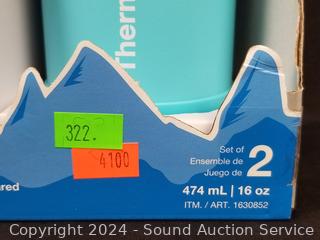 Therm
322.
4100
Set of
Ensemble de
Juego de
2
ared
474 mL | 16 oz
ITM. / ART. 1630852
Copyright 2024 - Sound Auction Service